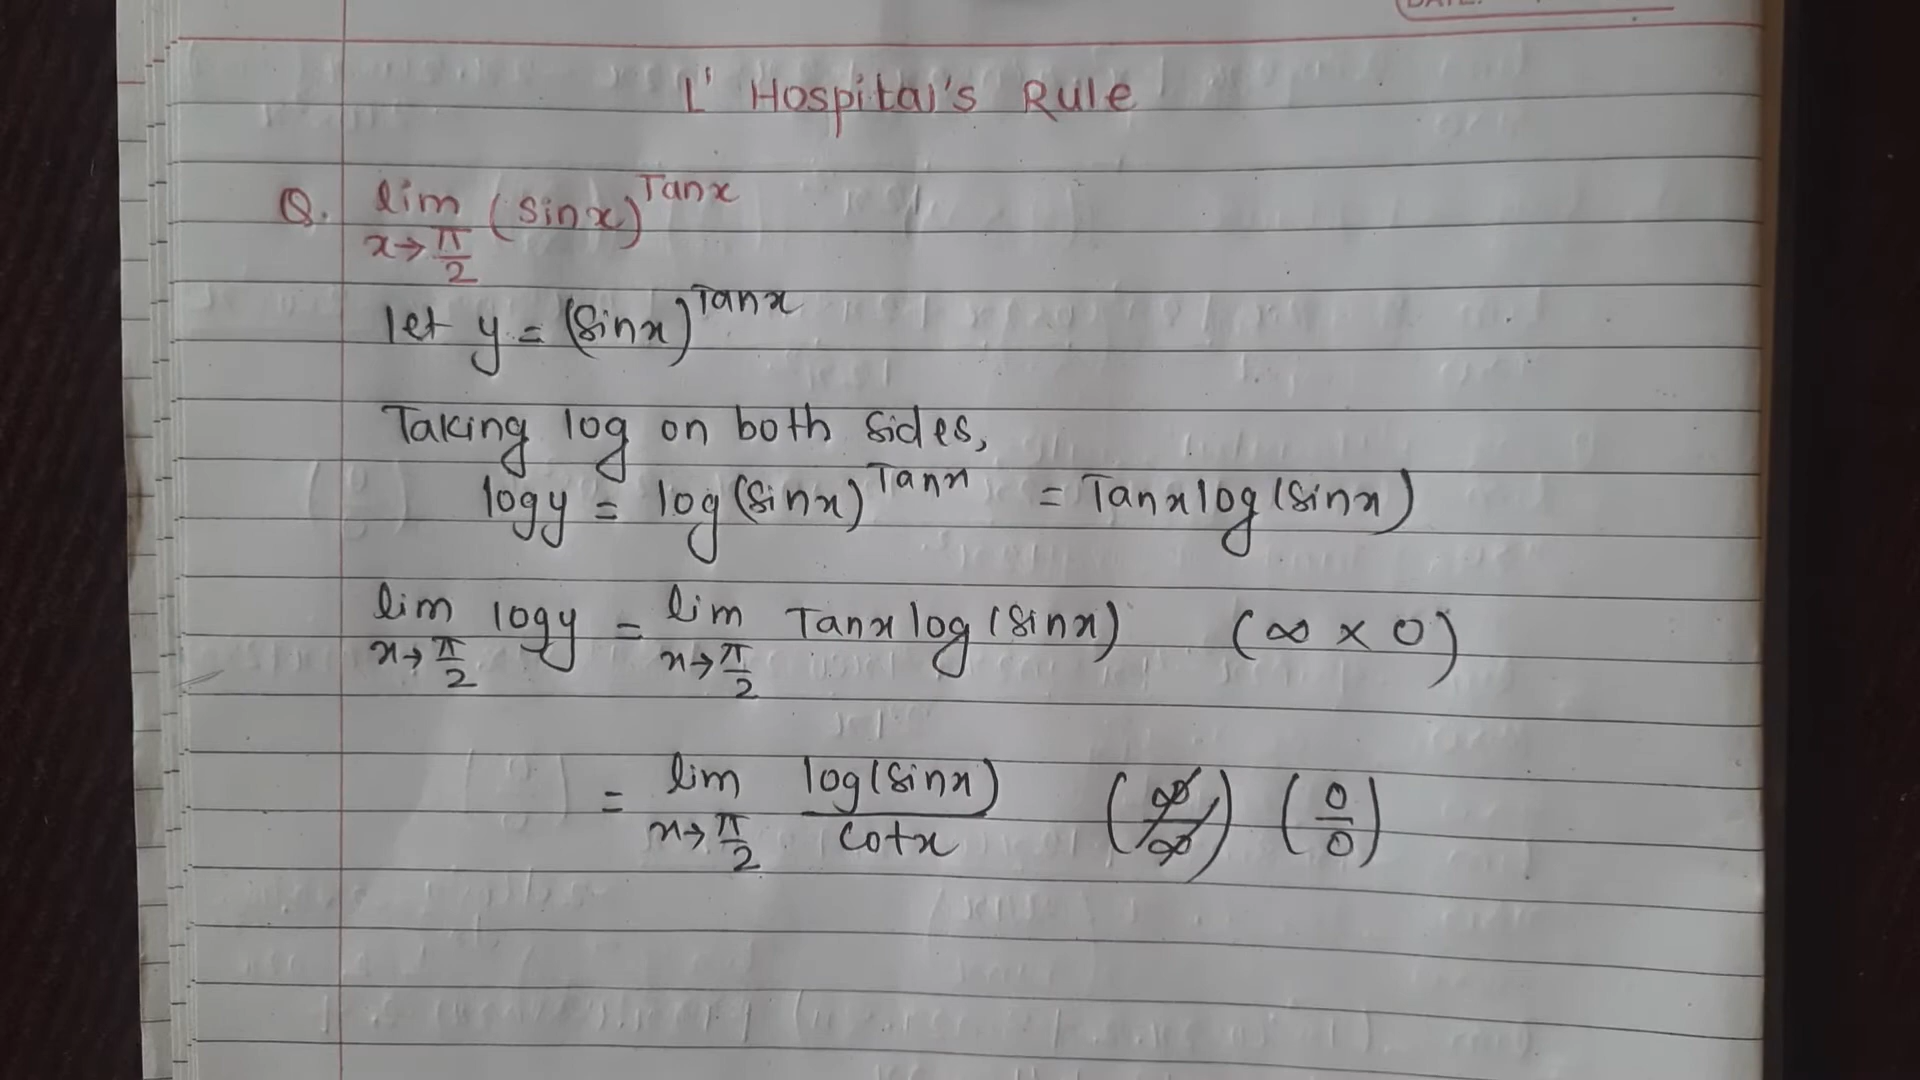 L' Hospital's Rule
Q. lim x→π/2 (sinx)^Tanx
let y = (sinx)^Tanx
Taking log on both sides,
logy = log(sinx)^Tanx = Tanx log(sinx)
lim x→π/2 logy = lim x→π/2 Tanx log(sinx) (∞ × 0)
= lim x→π/2 log(sinx)/cotx (∞/∞) (0/0)